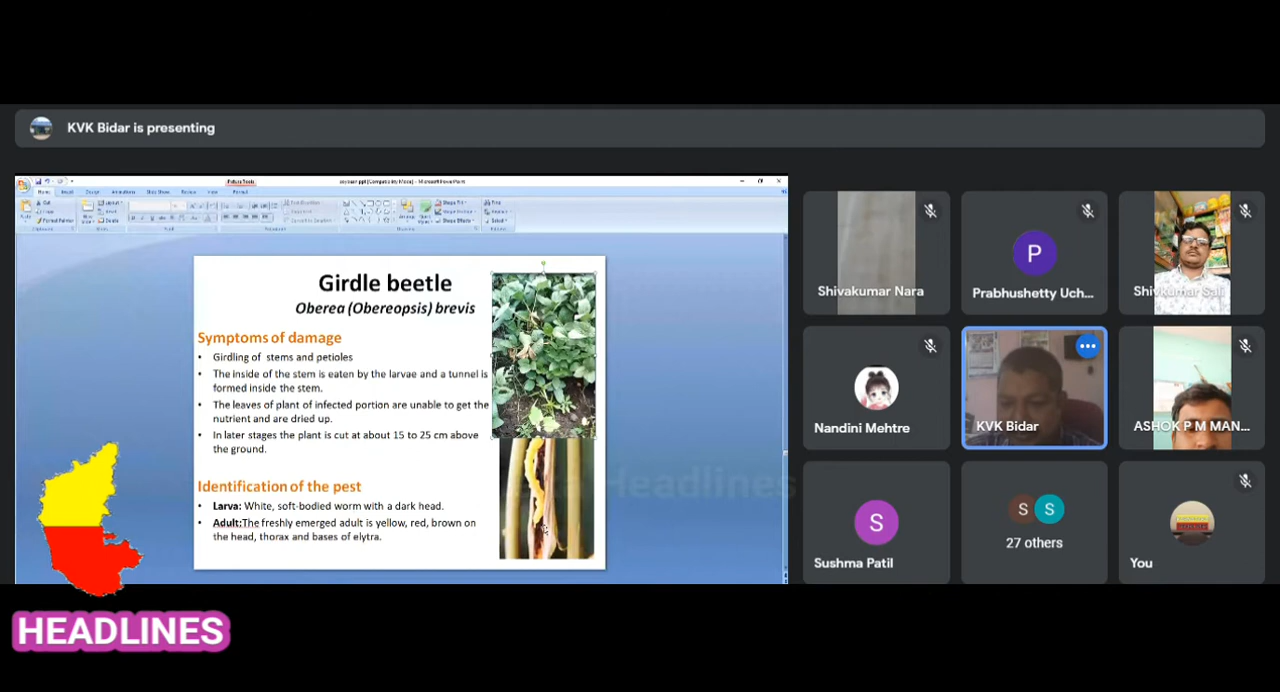 KVK Bidar is presenting
Girdle beetle
Oberea (Obereopsis) brevis
Symptoms of damage
• Girdling of stems and petioles
• The inside of the stem is eaten by the larvae and a tunnel is
formed inside the stem.
• The leaves of plant of infected portion are unable to get the
nutrient and are dried up.
• In later stages the plant is cut at about 15 to 25 cm above
the ground.
Identification of the pest
• Larva: White, soft-bodied worm with a dark head.
• Adult:The freshly emerged adult is yellow, red, brown on
the head, thorax and bases of elytra.
Headlines
HEADLINES
Shivakumar Nara
P
Prabhushetty Uch...
Shivkumar Sali
Nandini Mehtre
KVK Bidar
ASHOK P M MAN...
S
Sushma Patil
S S
27 others
You